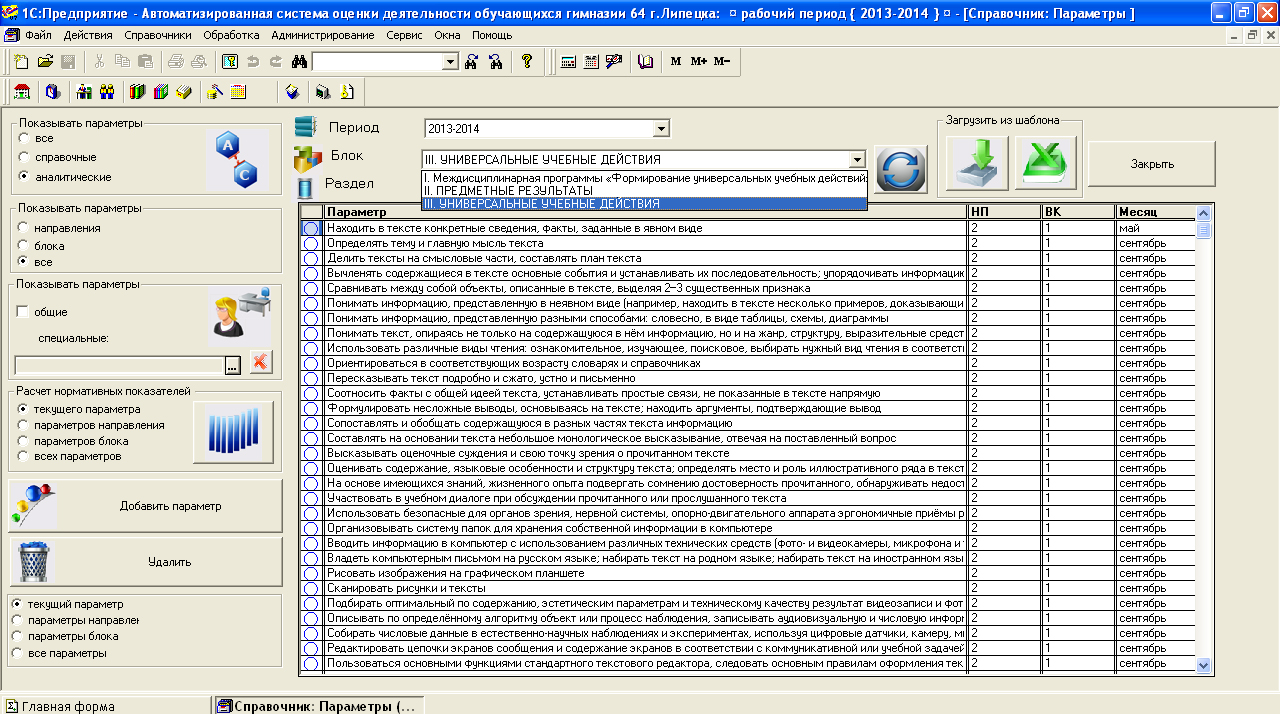 1С:Предприятие - Автоматизированная система оценки деятельности обучающихся гимназии 64 г.Липецка: ¤ рабочий период { 2013-2014 } ¤ - [Справочник: Параметры ]
Файл Действия Справочники Обработка Администрирование Сервис Окна Помощь
M M+ M-
Показывать параметры
все
справочные
аналитические
Показывать параметры
направления
блока
все
Показывать параметры
общие
специальные:
...
Расчет нормативных показателей
текущего параметра
параметров направления
параметров блока
всех параметров
Добавить параметр
Удалить
текущий параметр
параметры направлен
параметры блока
все параметры
Период 2013-2014
Блок III. УНИВЕРСАЛЬНЫЕ УЧЕБНЫЕ ДЕЙСТВИЯ
Раздел
I. Междисциплинарная программы «Формирование универсальных учебных действий
II. ПРЕДМЕТНЫЕ РЕЗУЛЬТАТЫ
III. УНИВЕРСАЛЬНЫЕ УЧЕБНЫЕ ДЕЙСТВИЯ
Загрузить из шаблона
Закрыть
Параметр НП ВК Месяц
Находить в тексте конкретные сведения, факты, заданные в явном виде 2 1 май
Определять тему и главную мысль текста 2 1 сентябрь
Делить тексты на смысловые части, составлять план текста 2 1 сентябрь
Вычленять содержащиеся в тексте основные события и устанавливать их последовательность; упорядочивать информацик 2 1 сентябрь
Сравнивать между собой объекты, описанные в тексте, выделяя 2–3 существенных признака 2 1 сентябрь
Понимать информацию, представленную в неявном виде (например, находить в тексте несколько примеров, доказывающи 2 1 сентябрь
Понимать информацию, представленную разными способами: словесно, в виде таблицы, схемы, диаграммы 2 1 сентябрь
Понимать текст, опираясь не только на содержащуюся в нём информацию, но и на жанр, структуру, выразительные средст 2 1 сентябрь
Использовать различные виды чтения: ознакомительное, изучающее, поисковое, выбирать нужный вид чтения в соответст 2 1 сентябрь
Ориентироваться в соответствующих возрасту словарях и справочниках 2 1 сентябрь
Пересказывать текст подробно и сжато, устно и письменно 2 1 сентябрь
Соотносить факты с общей идеей текста, устанавливать простые связи, не показанные в тексте напрямую 2 1 сентябрь
Формулировать несложные выводы, основываясь на тексте; находить аргументы, подтверждающие вывод 2 1 сентябрь
Сопоставлять и обобщать содержащуюся в разных частях текста информацию 2 1 сентябрь
Составлять на основании текста небольшое монологическое высказывание, отвечая на поставленный вопрос 2 1 сентябрь
Высказывать оценочные суждения и свою точку зрения о прочитанном тексте 2 1 сентябрь
Оценивать содержание, языковые особенности и структуру текста; определять место и роль иллюстративного ряда в текст 2 1 сентябрь
На основе имеющихся знаний, жизненного опыта подвергать сомнению достоверность прочитанного, обнаруживать недост 2 1 сентябрь
Участвовать в учебном диалоге при обсуждении прочитанного или прослушанного текста 2 1 сентябрь
Использовать безопасные для органов зрения, нервной системы, опорно-двигательного аппарата эргономичные приёмы р 2 1 сентябрь
Организовывать систему папок для хранения собственной информации в компьютере 2 1 сентябрь
Вводить информацию в компьютер с использованием различных технических средств (фото- и видеокамеры, микрофона и 2 1 сентябрь
Владеть компьютерным письмом на русском языке; набирать текст на родном языке; набирать текст на иностранном язы 2 1 сентябрь
Рисовать изображения на графическом планшете 2 1 сентябрь
Сканировать рисунки и тексты 2 1 сентябрь
Подбирать оптимальный по содержанию, эстетическим параметрам и техническому качеству результат видеозаписи и фот 2 1 сентябрь
Описывать по определённому алгоритму объект или процесс наблюдения, записывать аудиовизуальную и числовую инфор 2 1 сентябрь
Собирать числовые данные в естественно-научных наблюдениях и экспериментах, используя цифровые датчики, камеру, ми 2 1 сентябрь
Редактировать цепочки экранов сообщения и содержание экранов в соответствии с коммуникативной или учебной задачей 2 1 сентябрь
Пользоваться основными функциями стандартного текстового редактора, следовать основным правилам оформления тек 2 1 сентябрь
Главная форма Справочник: Параметры (...